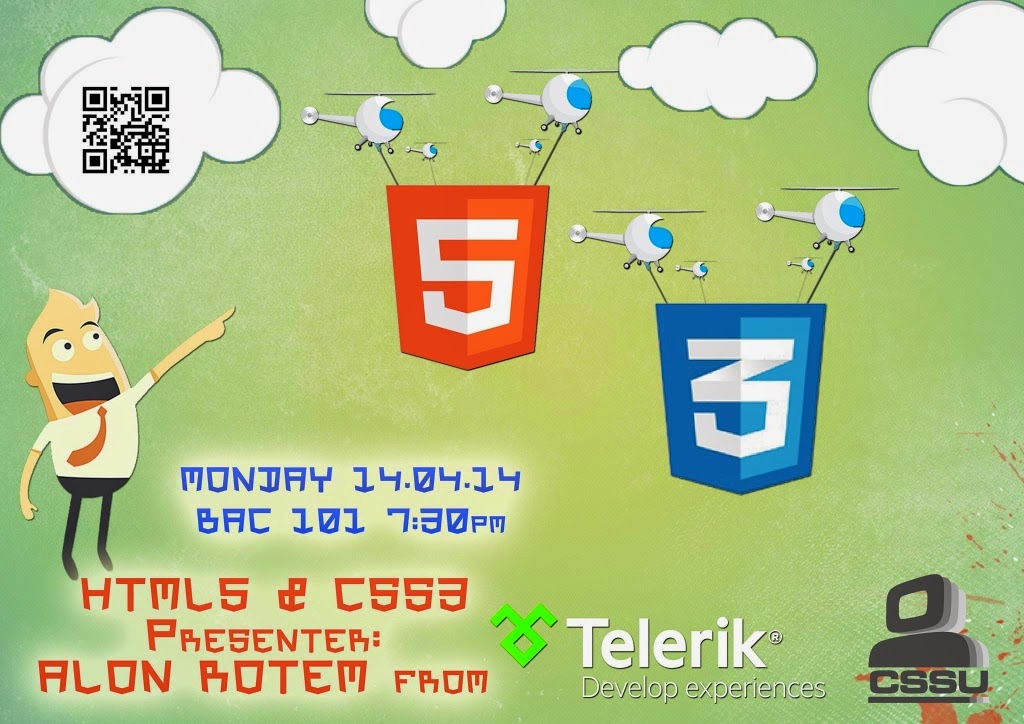 5
3
MONDAY 14.04.14
BAC 101 7:30PM
HTML5 & CSS3
PRESENTER:
ALON ROTEM FROM
Telerik®
Develop experiences
CSSU